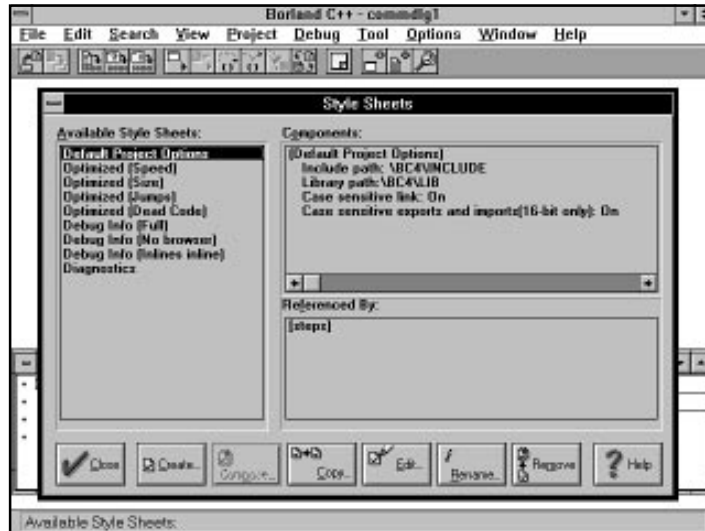 Borland C++ - commdlg1
File Edit Search View Project Debug Tool Options Window Help
Style Sheets
Available Style Sheets:
Default Project Options
Optimized (Speed)
Optimized (Size)
Optimized (Jumps)
Optimized (Dead Code)
Debug Info (Full)
Debug Info (No browser)
Debug Info (Inlines inline)
Diagnostics
Components:
[Default Project Options]
Include path: \BC4\INCLUDE
Library path:\BC4\LIB
Case sensitive link: On
Case sensitive exports and imports(16-bit only): On
Referenced By:
[steps]
Close Create... Compose... Copy... Edit... Rename... Remove Help
Available Style Sheets: